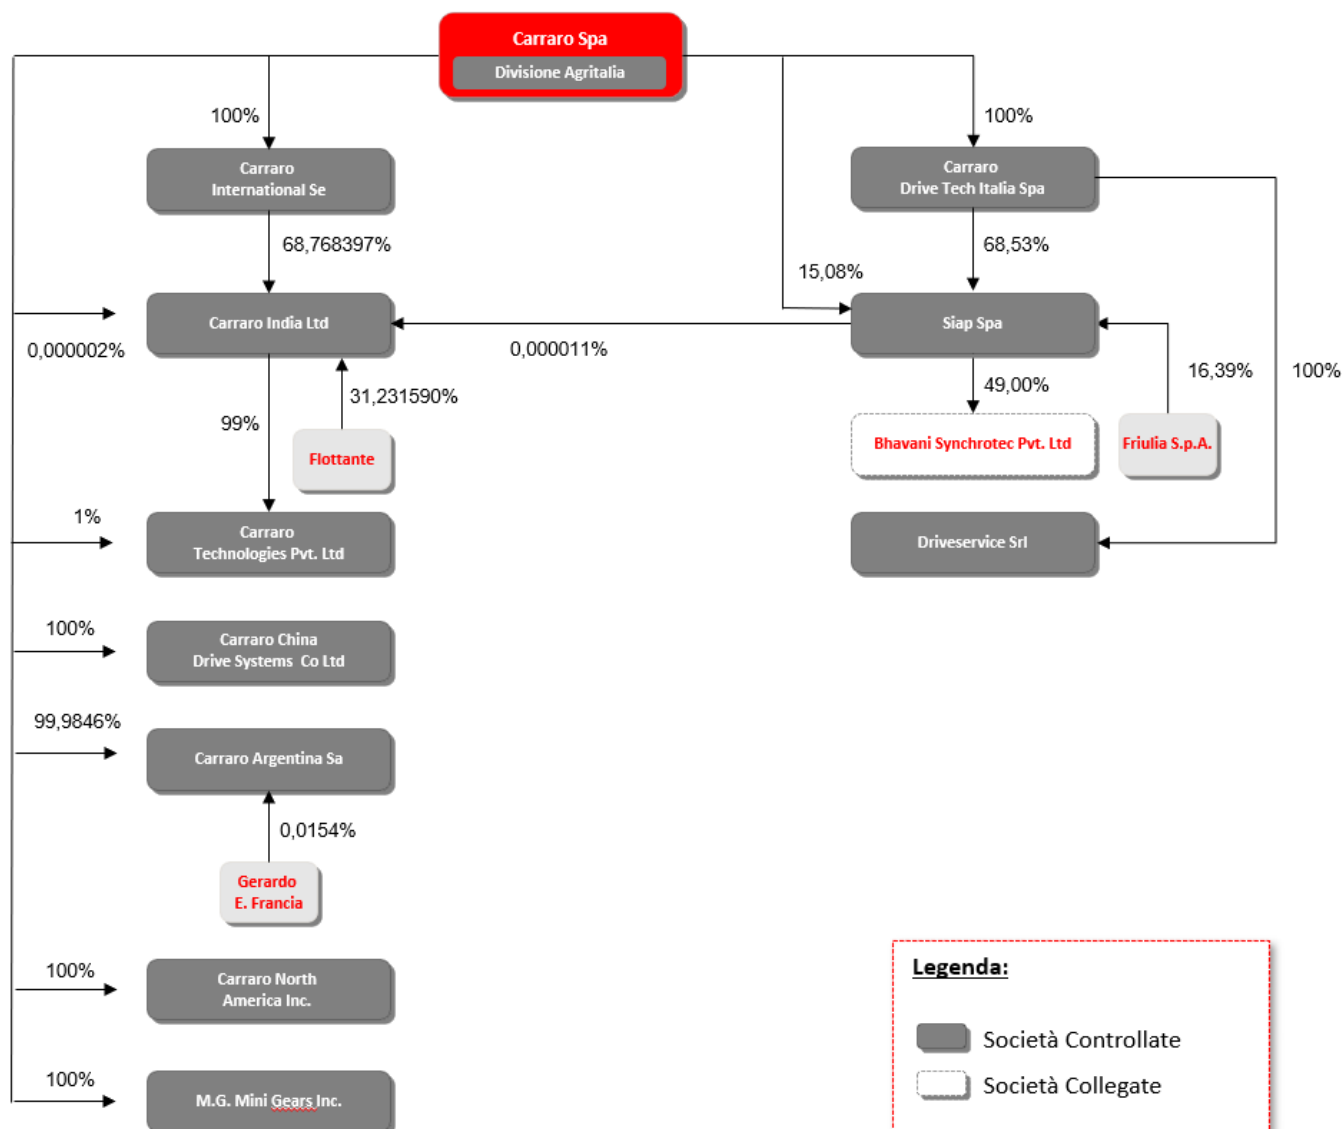 Carraro Spa
Divisione Agritalia
100%
100%
Carraro
International Se
Carraro
Drive Tech Italia Spa
68,768397%
68,53%
15,08%
Carraro India Ltd
Siap Spa
0,000002%
0,000011%
31,231590%
49,00%
16,39%
100%
99%
Flottante
Bhavani Synchrotec Pvt. Ltd
Friulia S.p.A.
1%
Carraro
Technologies Pvt. Ltd
Driveservice Srl
100%
Carraro China
Drive Systems Co Ltd
99,9846%
Carraro Argentina Sa
0,0154%
Gerardo
E. Francia
100%
Carraro North
America Inc.
100%
M.G. Mini Gears Inc.
Legenda:
Società Controllate
Società Collegate